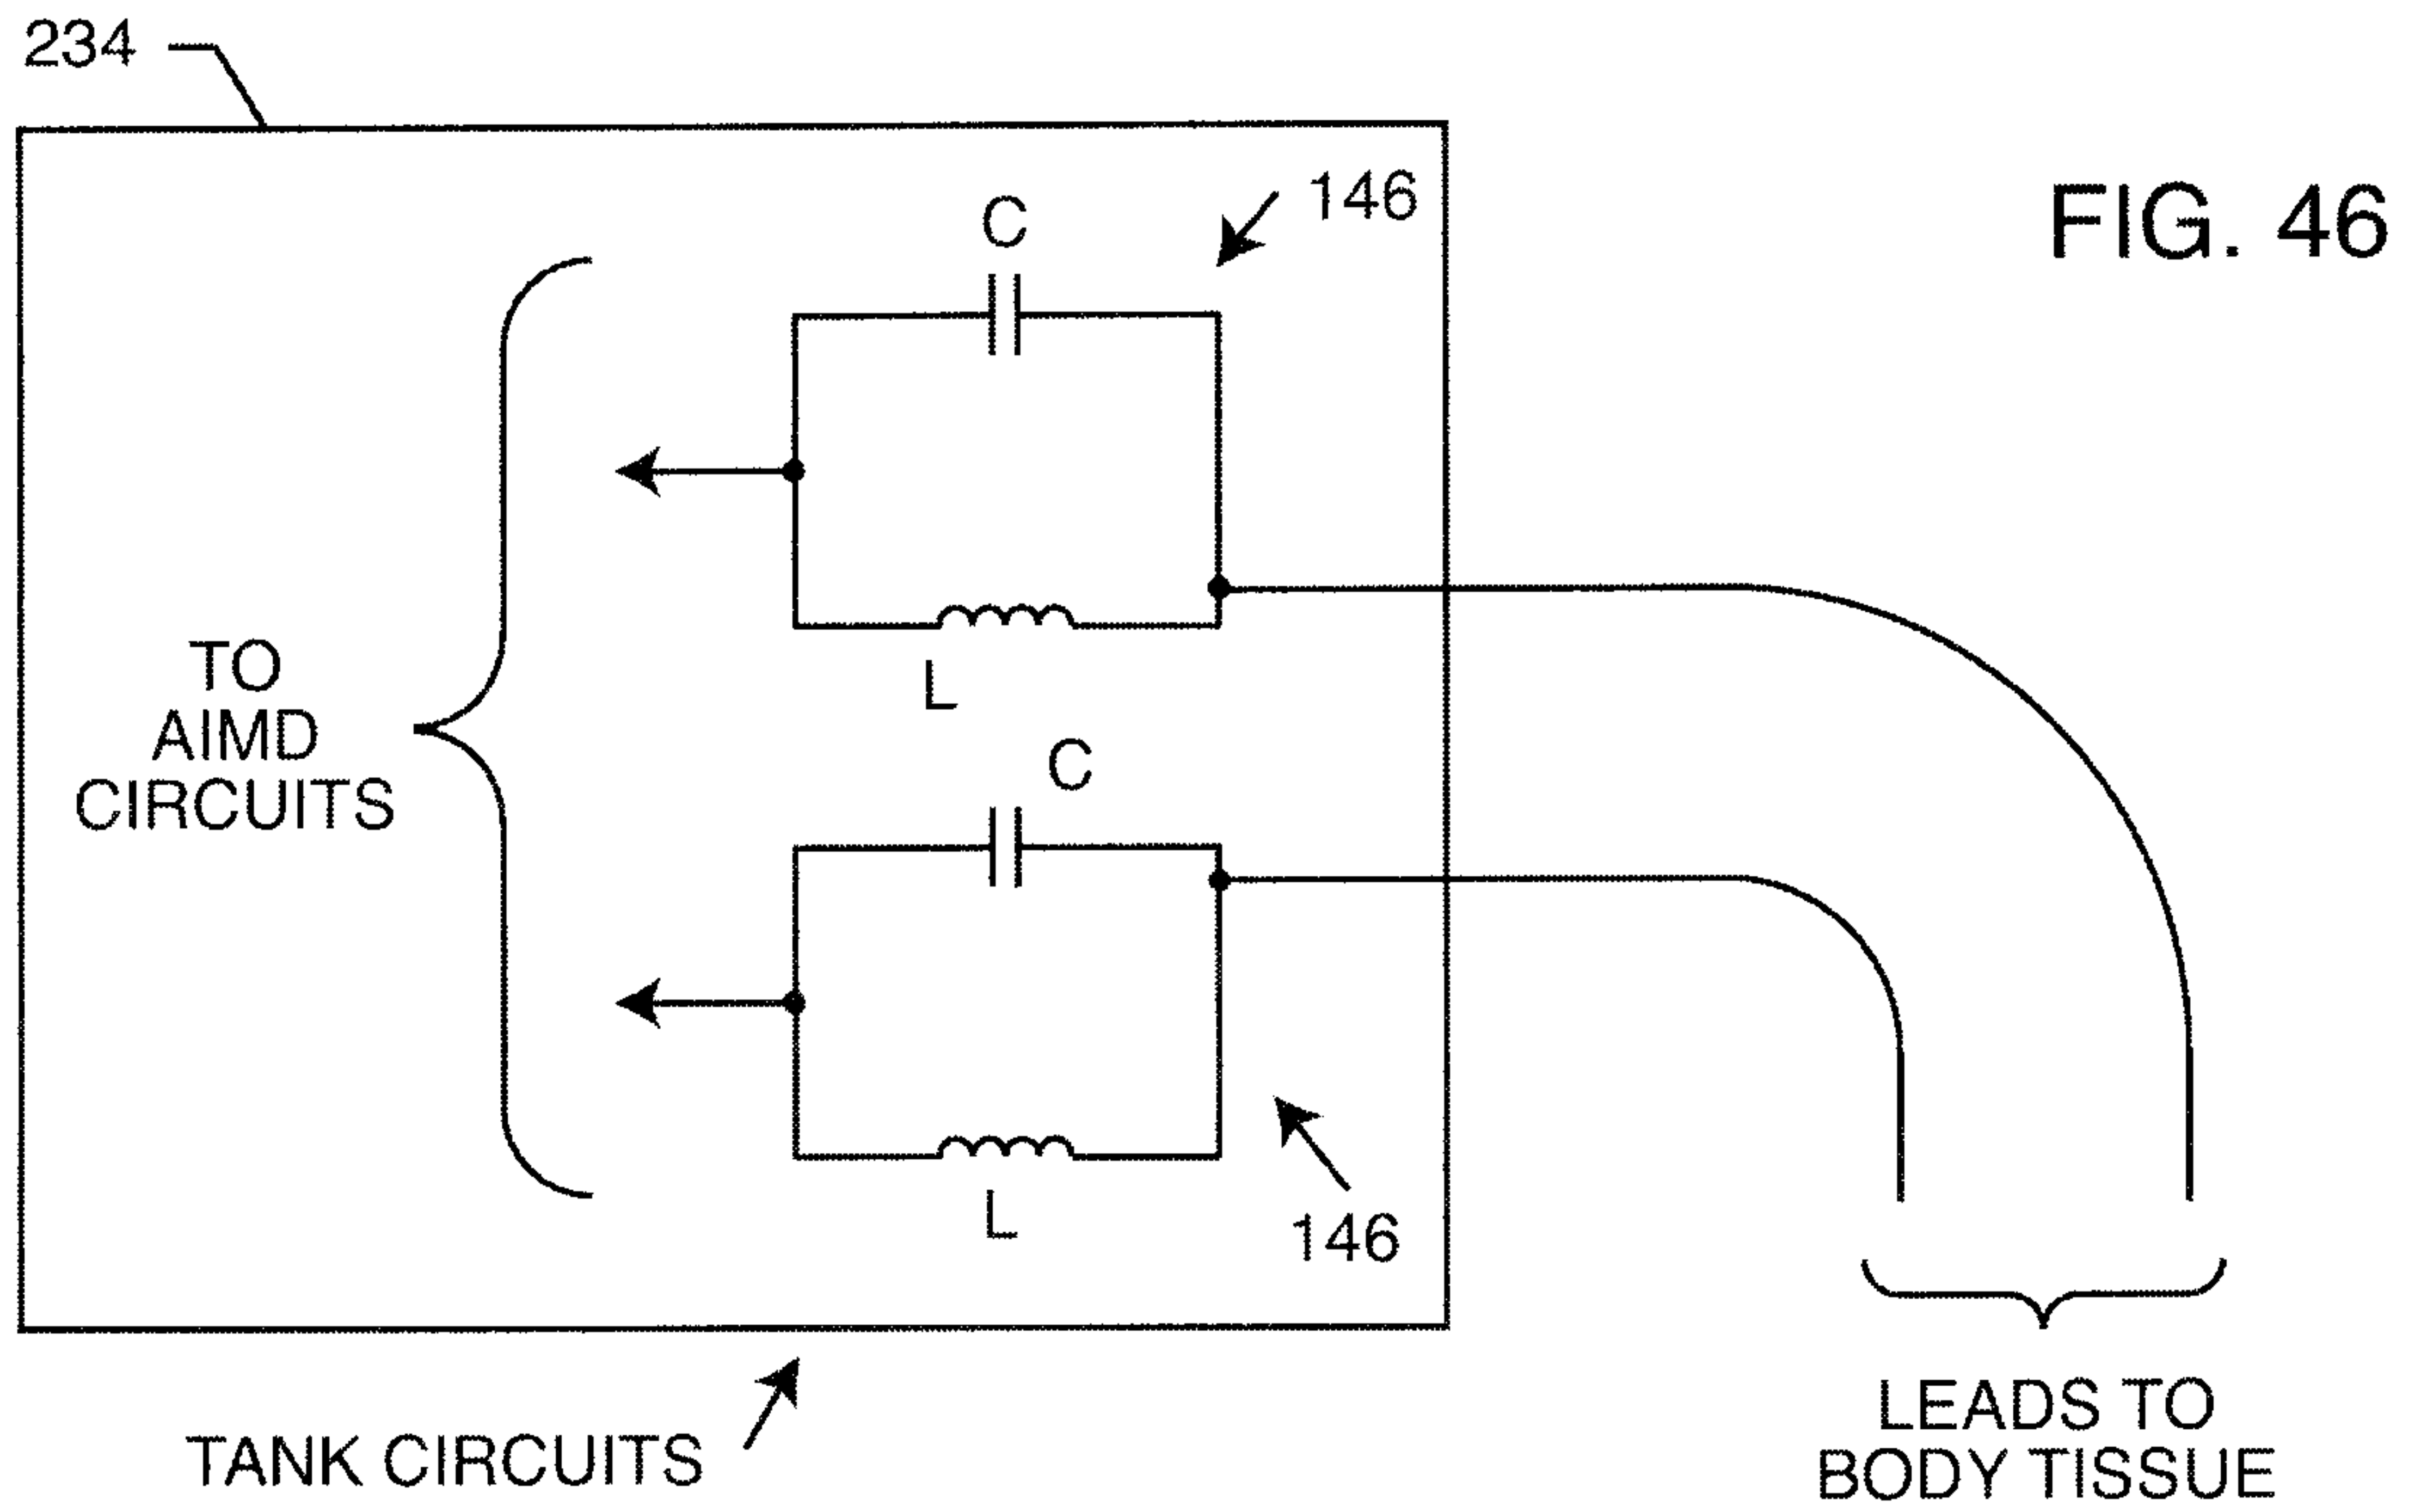 234
FIG. 46
C
146
TO
AIMD
CIRCUITS
L
C
L
146
TANK CIRCUITS
LEADS TO
BODY TISSUE